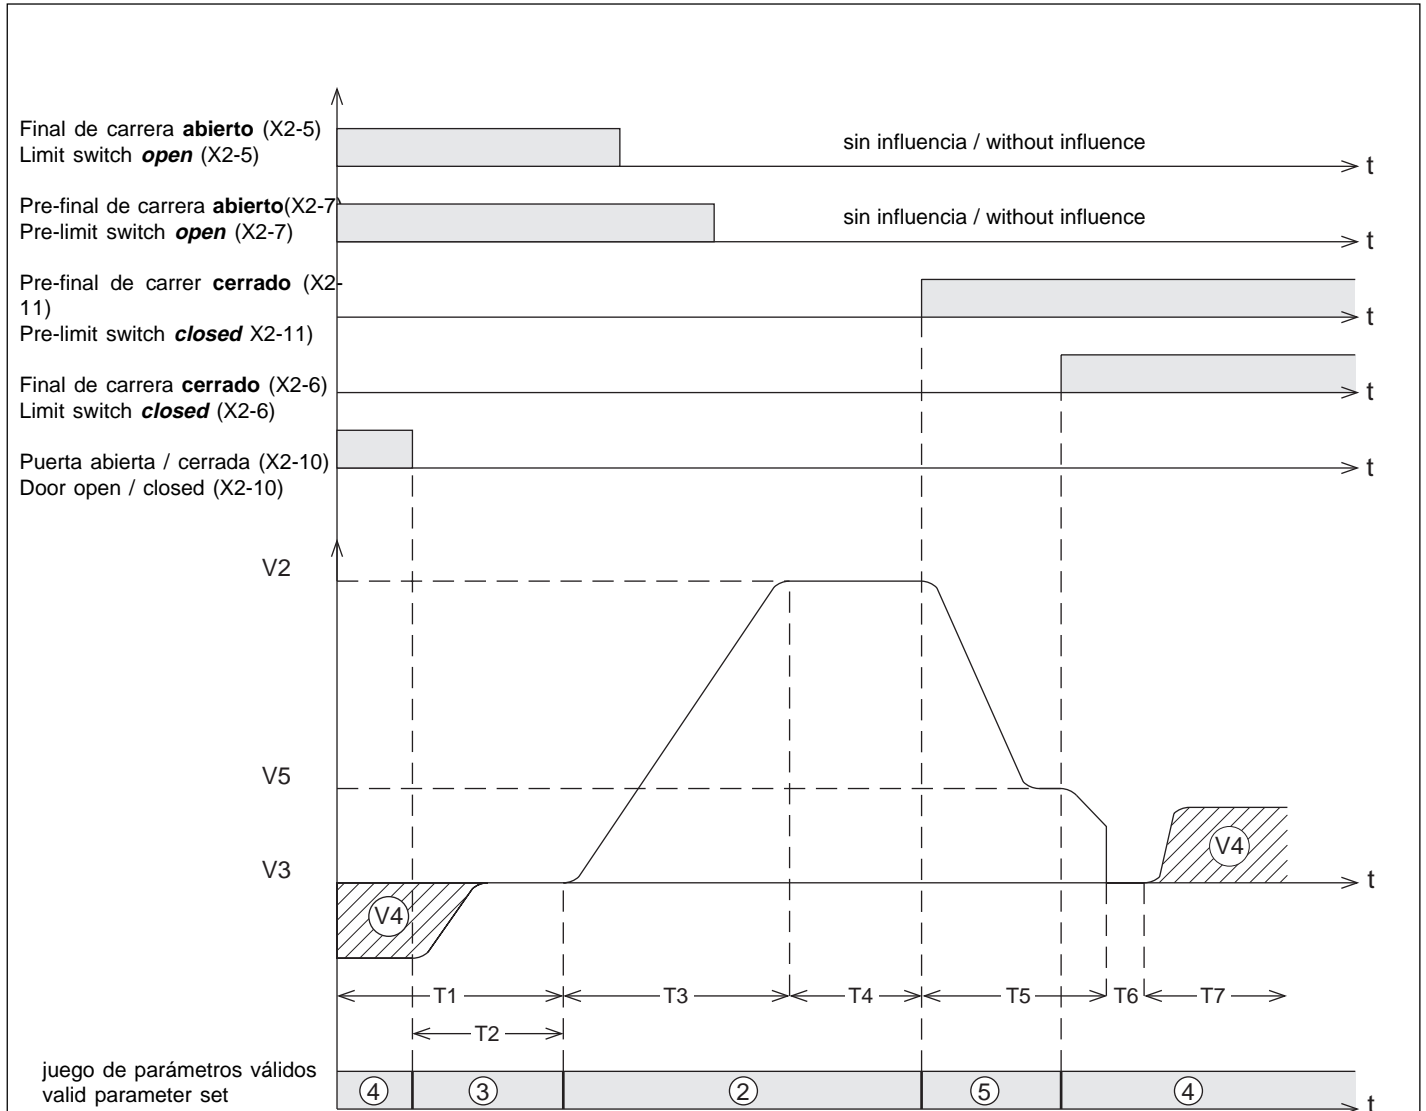 Final de carrera abierto (X2-5)
Limit switch open (X2-5)
sin influencia / without influence
t
Pre-final de carrera abierto(X2-7
Pre-limit switch open (X2-7)
sin influencia / without influence
t
Pre-final de carrer cerrado (X2-
11)
Pre-limit switch closed X2-11)
t
Final de carrera cerrado (X2-6)
Limit switch closed (X2-6)
t
Puerta abierta / cerrada (X2-10)
Door open / closed (X2-10)
t
V2
V5
V3
V4
V4
t
T1
T3
T4
T5
T6
T7
T2
juego de parámetros válidos
valid parameter set
4
3
2
5
4
t